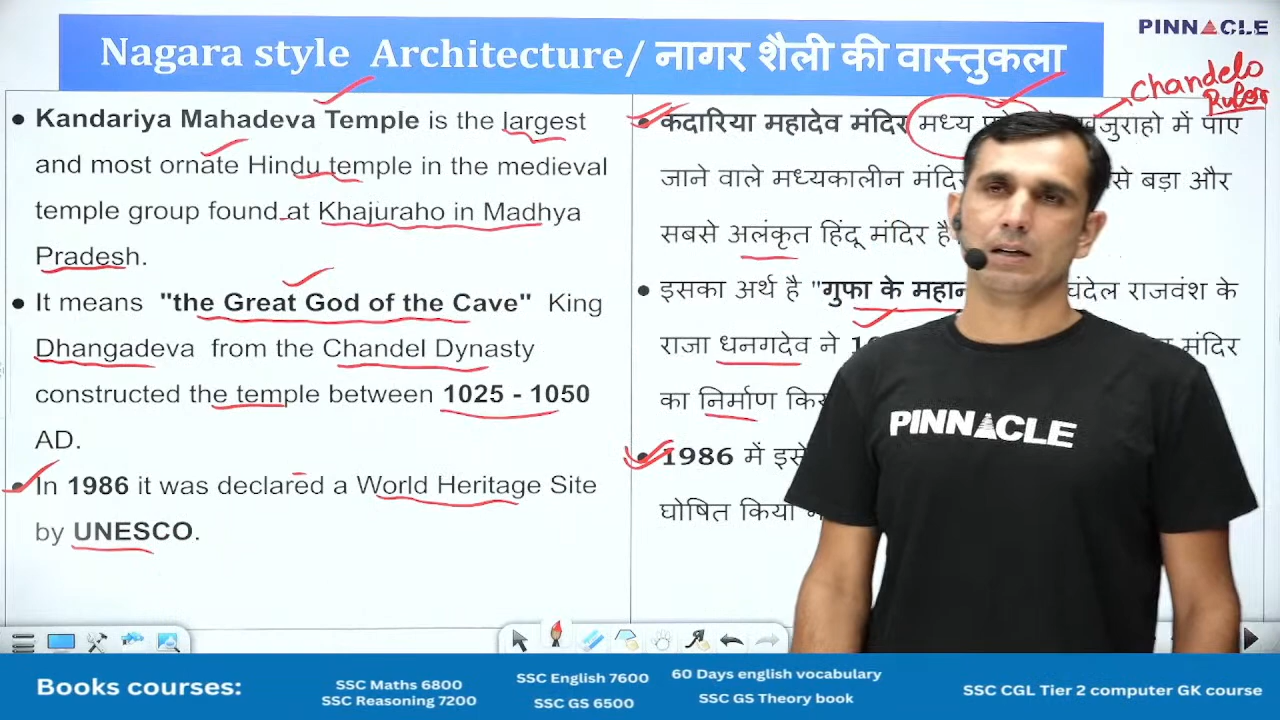 Nagara style Architecture/ नागर शैली की वास्तुकला
PINNACLE
Chandelo
Ruler
• Kandariya Mahadeva Temple is the largest
and most ornate Hindu temple in the medieval
temple group found at Khajuraho in Madhya
Pradesh.
• It means "the Great God of the Cave" King
Dhangadeva from the Chandel Dynasty
constructed the temple between 1025 - 1050
AD.
• In 1986 it was declared a World Heritage Site
by UNESCO.
• कंदारिया महादेव मंदिर मध्य में पाए
जाने वाले मध्यकालीन बड़ा और
सबसे अलंकृत हिंदू मंदिर है
• इसका अर्थ है "गुफा के महान चंदेल राजवंश के
राजा धनगदेव ने मंदिर
का निर्माण
• 1986 में इसे
घोषित किया
PINNACLE
Books courses:
SSC Maths 6800
SSC Reasoning 7200
SSC English 7600
SSC GS 6500
60 Days english vocabulary
SSC GS Theory book
SSC CGL Tier 2 computer GK course